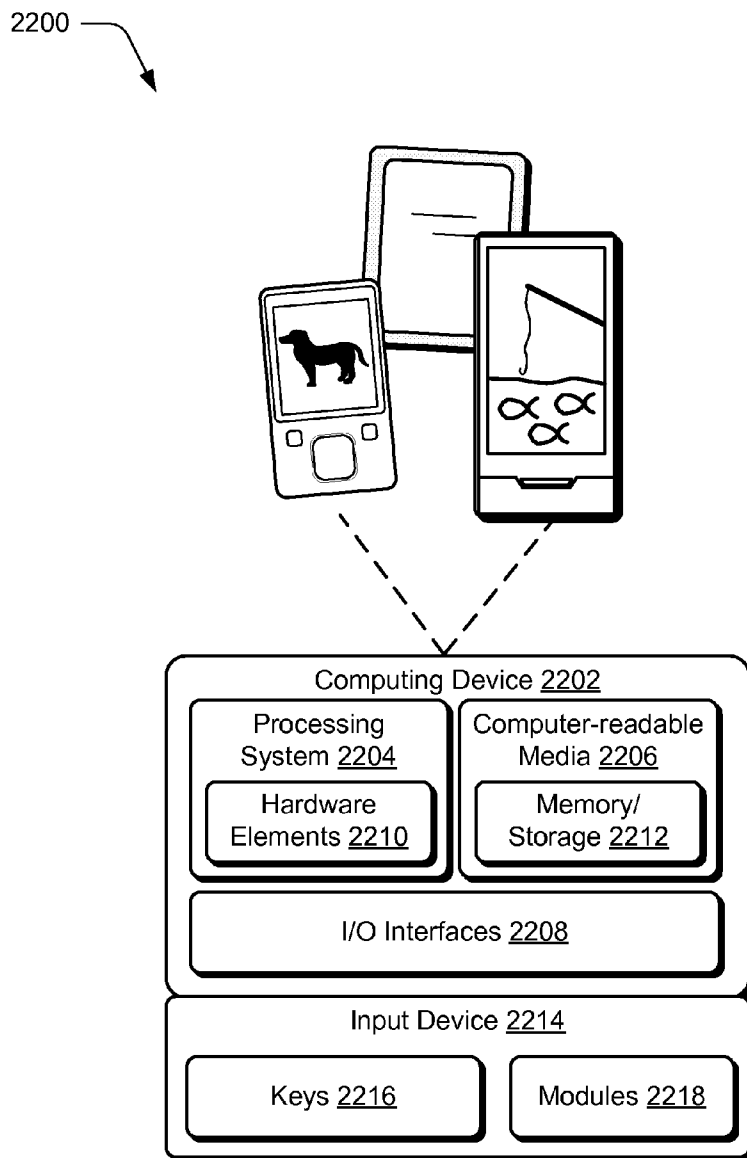 2200
Computing Device 2202
Processing
System 2204
Hardware
Elements 2210
Computer-readable
Media 2206
Memory/
Storage 2212
I/O Interfaces 2208
Input Device 2214
Keys 2216
Modules 2218